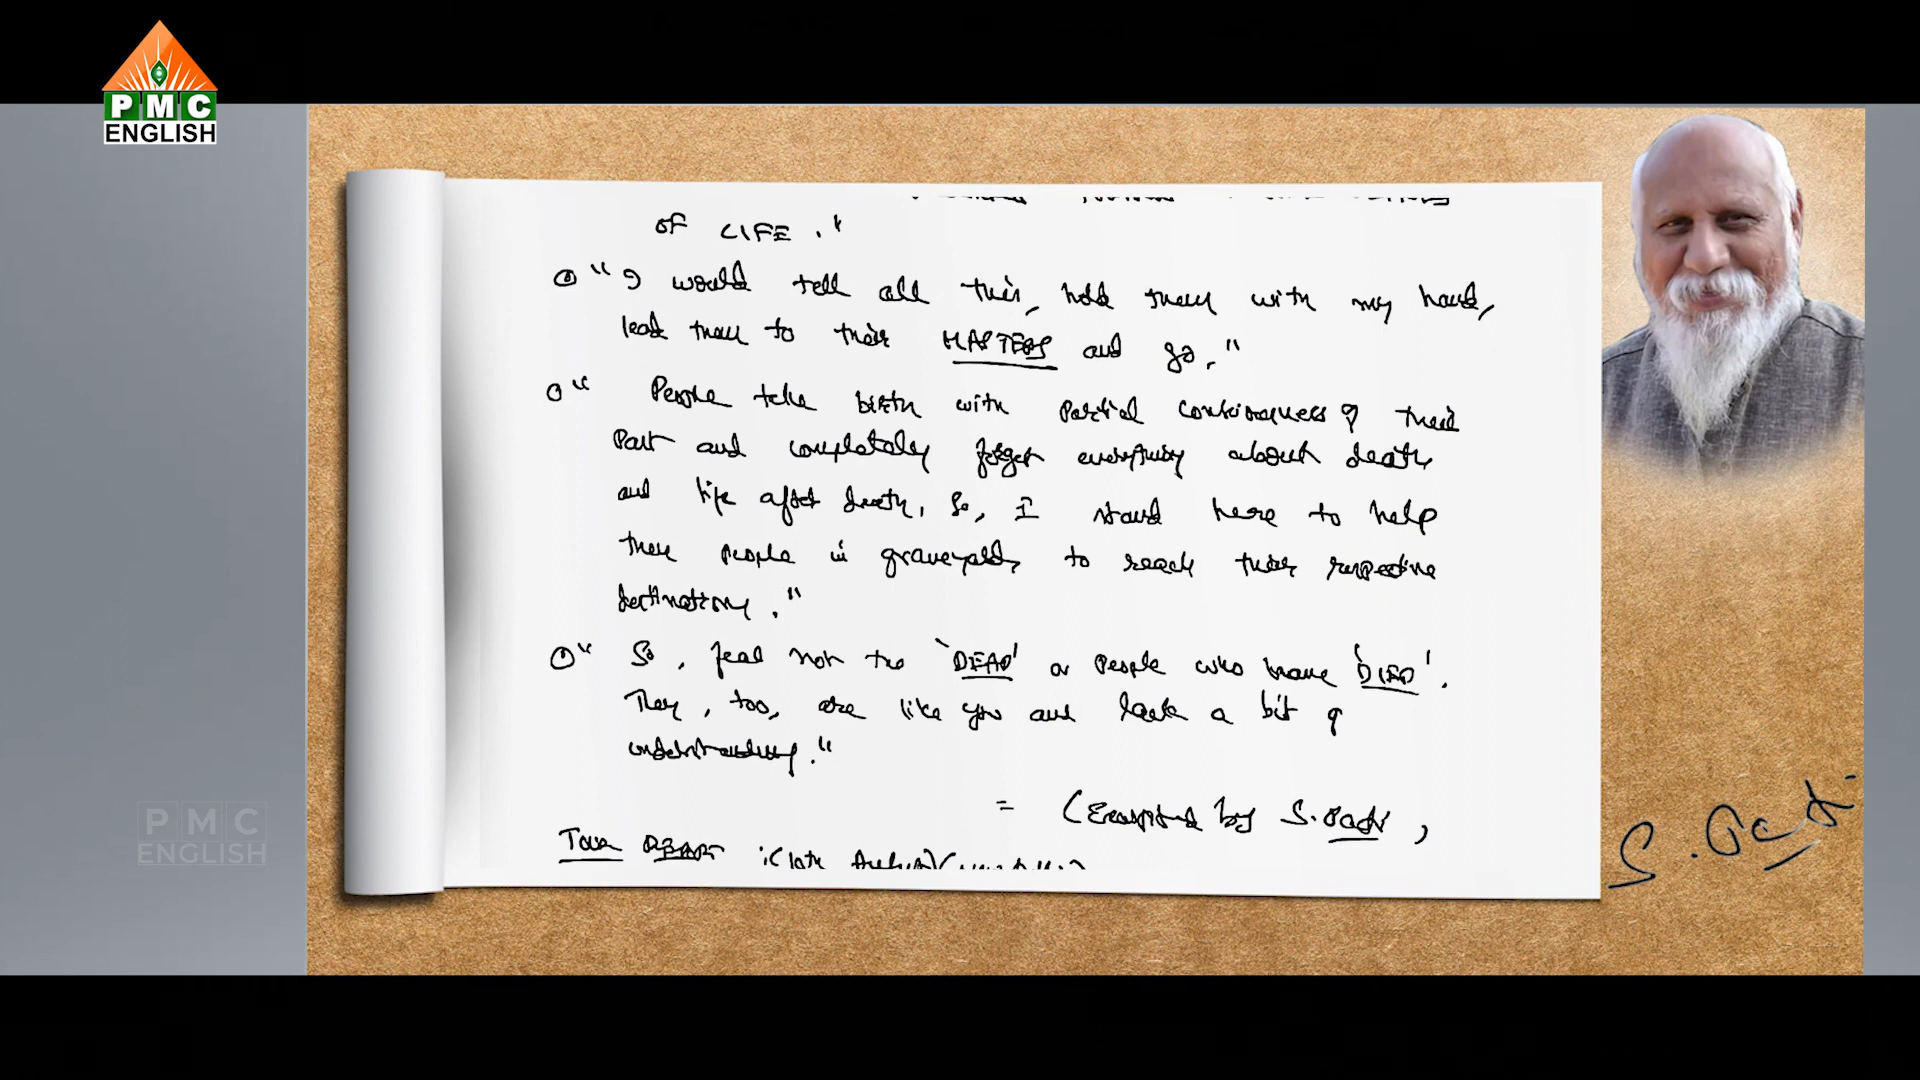 PMC
ENGLISH
OF LIFE."
"I would tell all this, hold them with my hand,
lead them to their MASTERS and go."
" People take birth with partial consciousness of their
Past and completely forget everything about death
and life after death, So, I stand here to help
these people in graveyards to reach their respective
destinations."
" So, fear not the 'DEAD' or People who have 'DIED'.
They, too, are like you and lack a bit of
understanding."
= ( by S. Patri,
S. Patri
PMC
ENGLISH